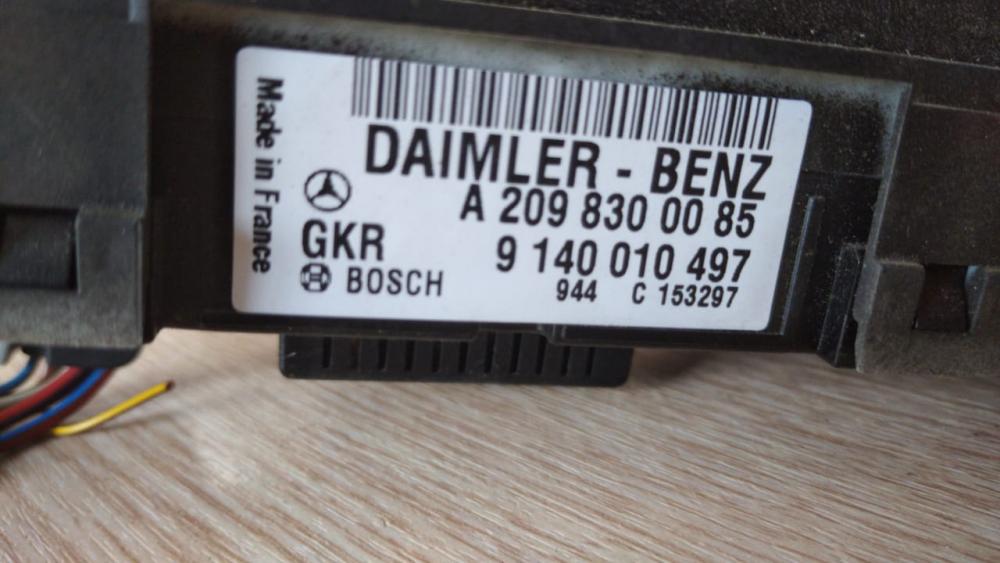 Made in France
DAIMLER - BENZ
A 209 830 00 85
GKR 9 140 010 497
BOSCH 944 C 153297